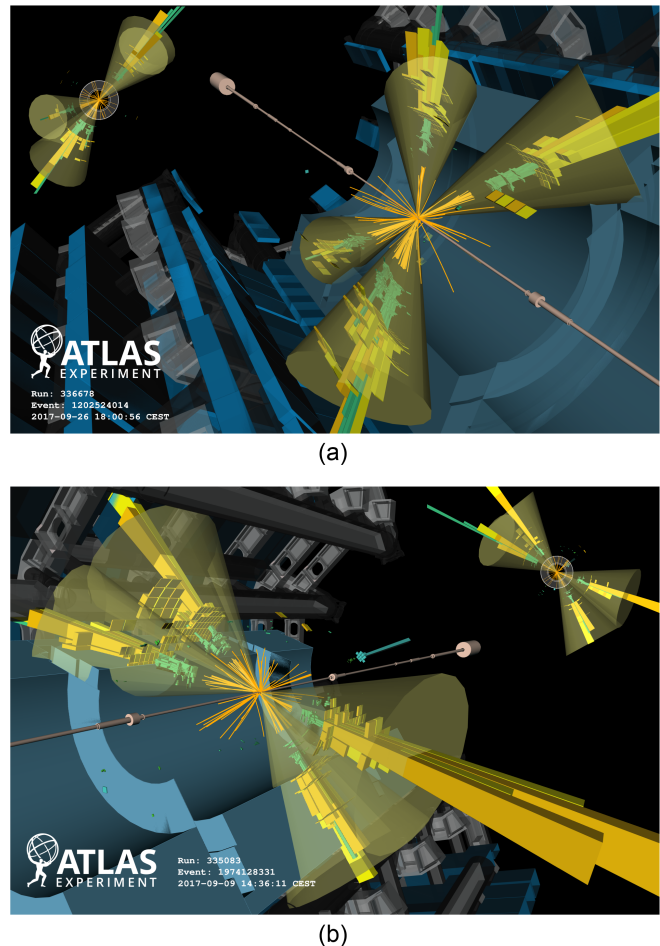 ATLAS
EXPERIMENT
Run: 336678
Event: 1202524014
2017-09-26 18:00:56 CEST
(a)
ATLAS
EXPERIMENT
Run: 335083
Event: 1974128331
2017-09-09 14:36:11 CEST
(b)